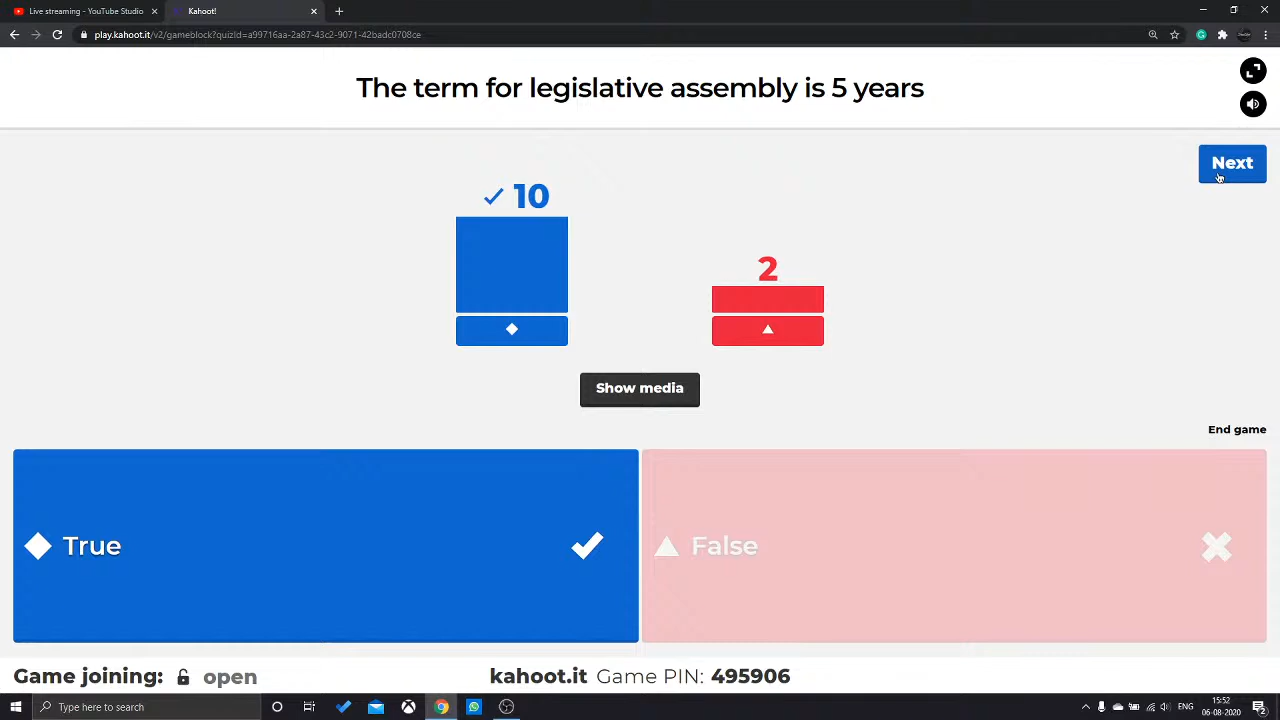 Live streaming - YouTube Studio
Kahoot!
play.kahoot.it/v2/gameblock?quizId=a99716aa-87-43c2-9071-42badc0708ce
The term for legislative assembly is 5 years
Next
10
2
Show media
End game
True
False
Game joining: open
kahoot.it Game PIN: 495906
Type here to search
ENG
15:52
06-08-2020
2